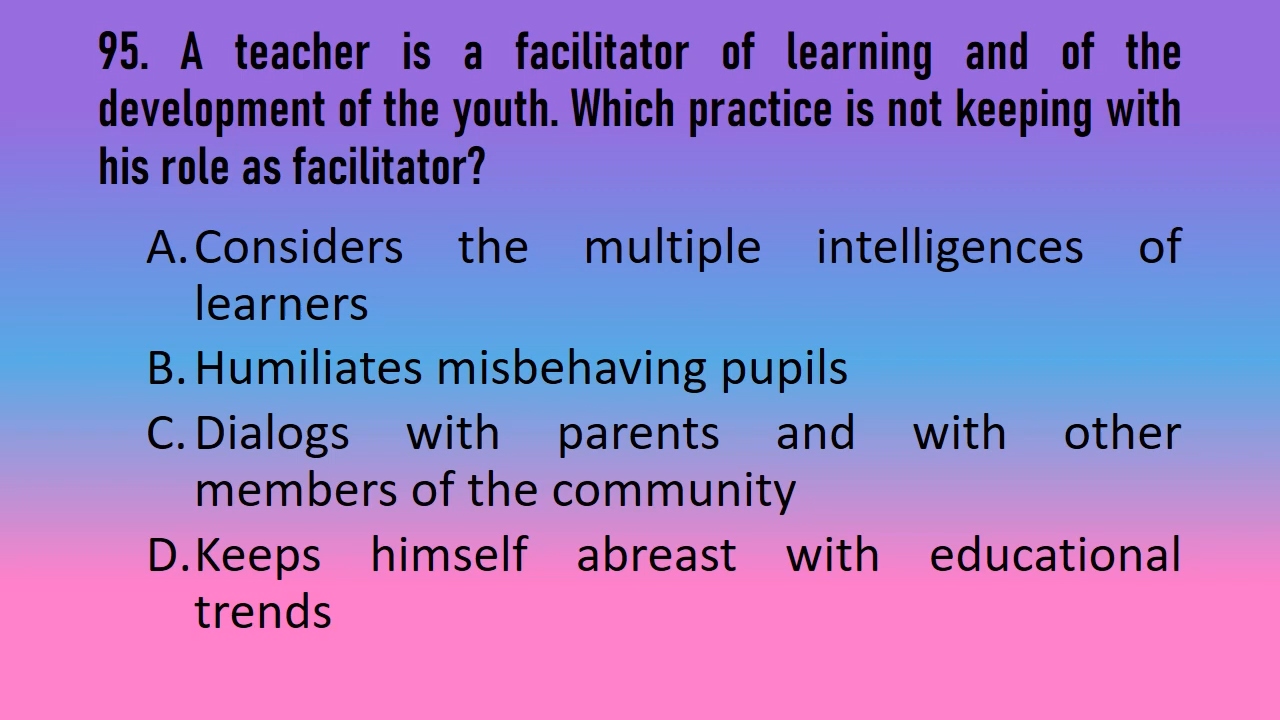 95. A teacher is a facilitator of learning and of the
development of the youth. Which practice is not keeping with
his role as facilitator?
A. Considers the multiple intelligences of
learners
B. Humiliates misbehaving pupils
C. Dialogs with parents and with other
members of the community
D. Keeps himself abreast with educational
trends